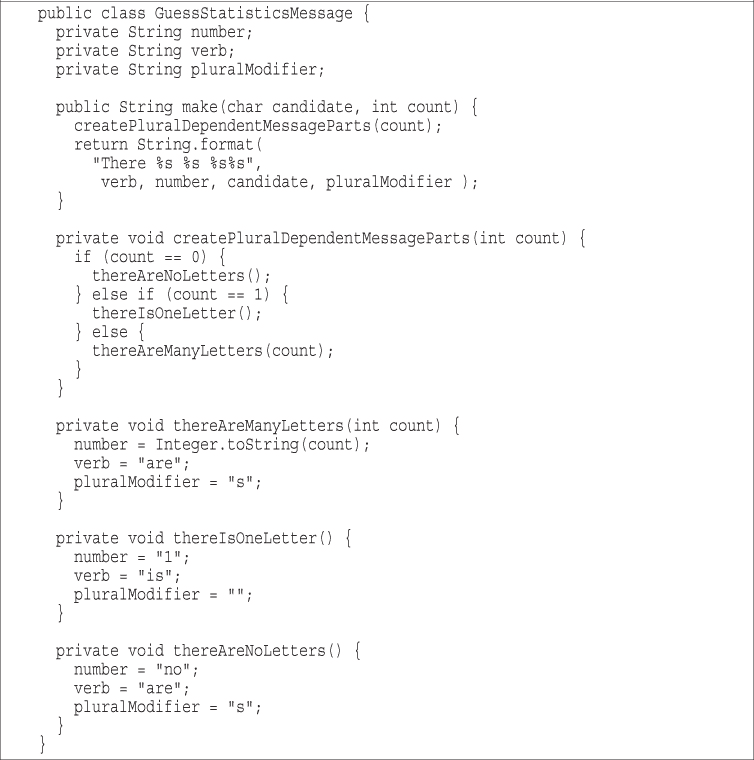 public class GuessStatisticsMessage {
  private String number;
  private String verb;
  private String pluralModifier;

  public String make(char candidate, int count) {
    createPluralDependentMessageParts(count);
    return String.format(
      "There %s %s %s%s",
       verb, number, candidate, pluralModifier );
  }

  private void createPluralDependentMessageParts(int count) {
    if (count == 0) {
      thereAreNoLetters();
    } else if (count == 1) {
      thereIsOneLetter();
    } else {
      thereAreManyLetters(count);
    }
  }

  private void thereAreManyLetters(int count) {
    number = Integer.toString(count);
    verb = "are";
    pluralModifier = "s";
  }

  private void thereIsOneLetter() {
    number = "1";
    verb = "is";
    pluralModifier = "";
  }

  private void thereAreNoLetters() {
    number = "no";
    verb = "are";
    pluralModifier = "s";
  }
}